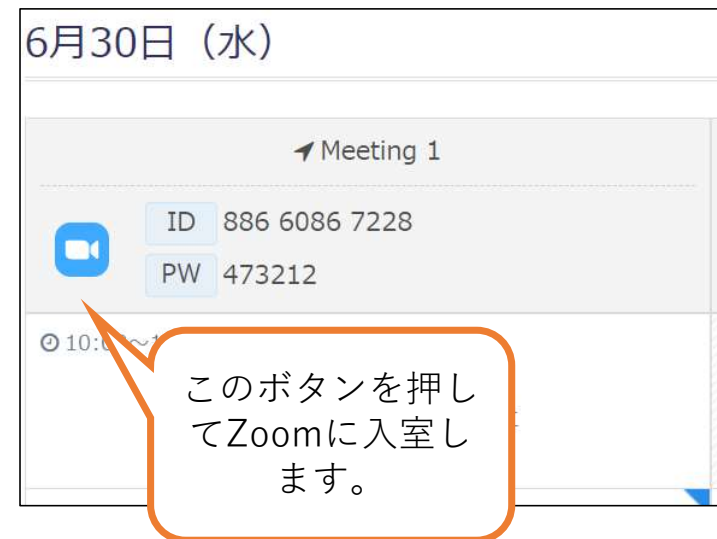 6月30日（水）
Meeting 1
ID 886 6086 7228
PW 473212
このボタンを押し
てZoomに入室し
ます。